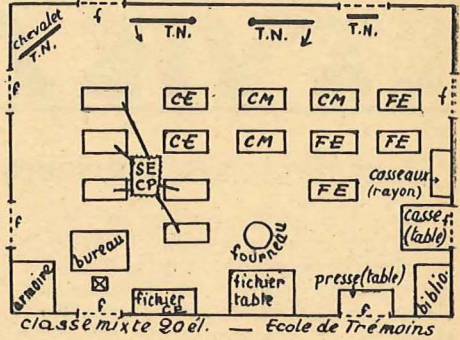 f
chevalet
T.N.
T.N.
T.N.
T.N.
f
f
CE
CM
CM
FE
CE
CM
FE
FE
SE
CP
FE
casseaux
(rayon)
f
casse
(table)
f
bureau
fourneau
armoire
fichier
CP
fichier
table
presse(table)
biblio.
f
f
classe mixte 20 él. — Ecole de Trémoins